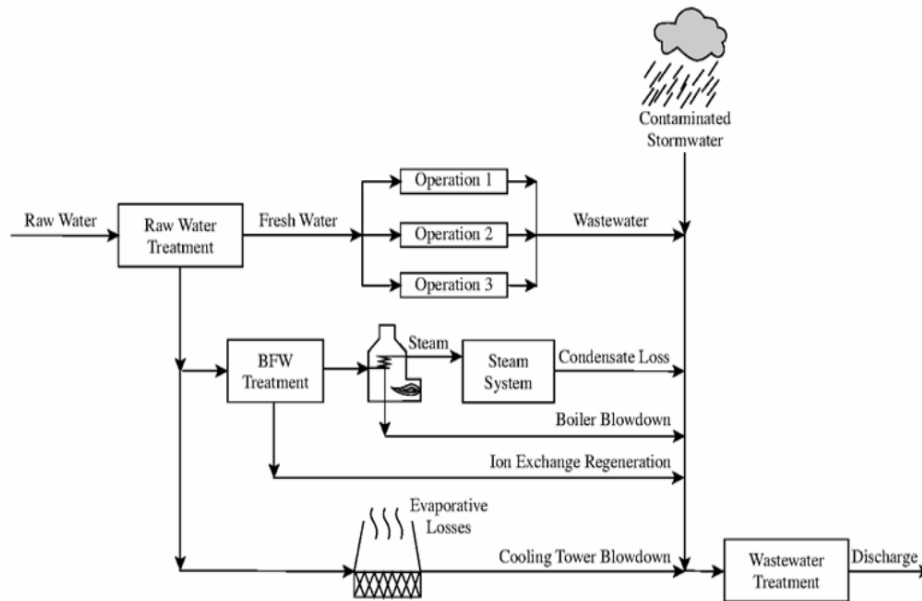 Contaminated
Stormwater
Operation 1
Raw Water
Raw Water
Treatment
Fresh Water
Operation 2
Wastewater
Operation 3
BFW
Treatment
Steam
Steam
System
Condensate Loss
Boiler Blowdown
Ion Exchange Regeneration
Evaporative
Losses
Cooling Tower Blowdown
Wastewater
Treatment
Discharge